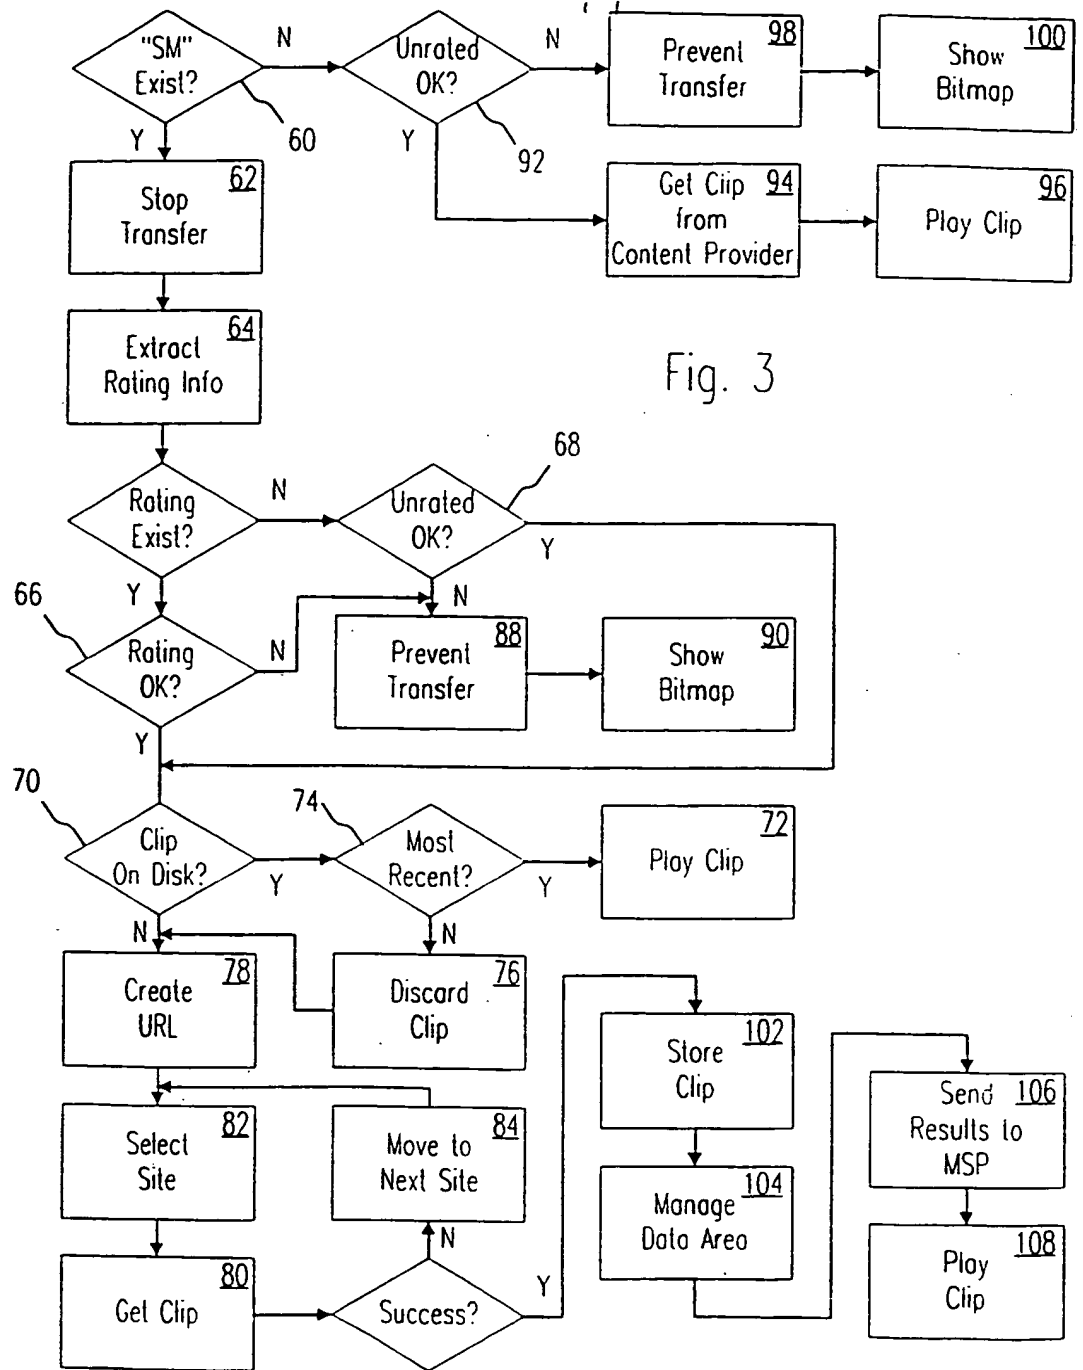 "SM"
Exist?
N
Y
60
Unrated
OK?
N
Y
92
98
Prevent
Transfer
100
Show
Bitmap
62
Stop
Transfer
94
Get Ciip
from
Content Provider
96
Play Clip
64
Extract
Rating Info
Fig. 3
Rating
Exist?
N
Y
68
Unrated
OK?
Y
N
66
Rating
OK?
N
Y
88
Prevent
Transfer
90
Show
Bitmap
70
Clip
On Disk?
Y
N
74
Most
Recent?
Y
N
72
Play Clip
78
Create
URL
76
Discard
Clip
102
Store
Clip
106
Send
Results to
MSP
82
Select
Site
84
Move to
Next Site
104
Manage
Data Area
80
Get Clip
N
Success?
Y
108
Play
Clip